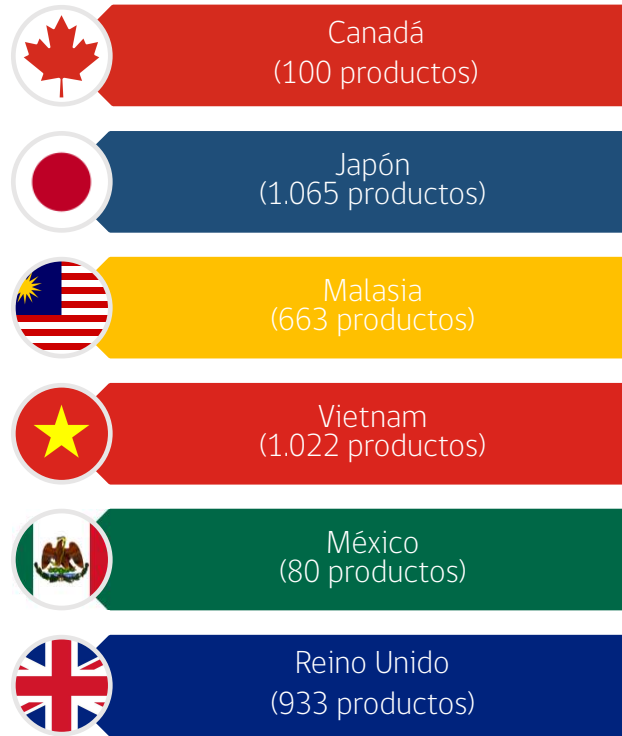 Canadá
(100 productos)
Japón
(1.065 productos)
Malasia
(663 productos)
Vietnam
(1.022 productos)
México
(80 productos)
Reino Unido
(933 productos)